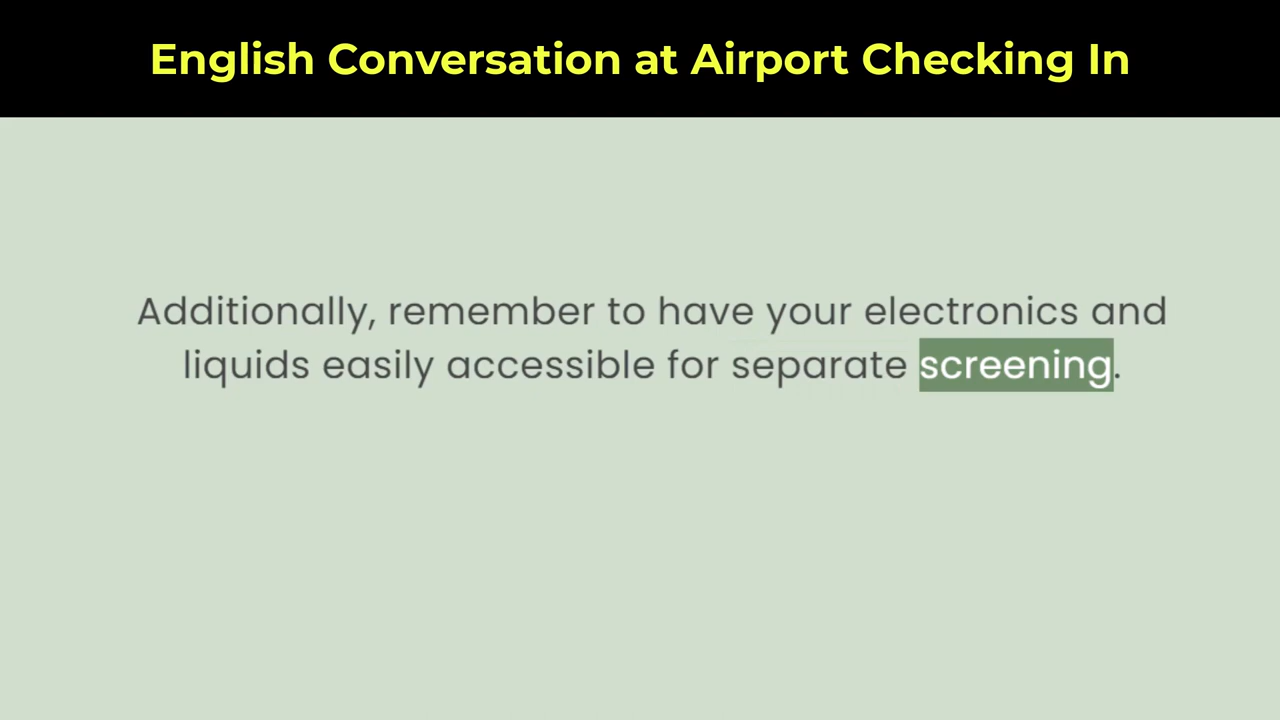 English Conversation at Airport Checking In
Additionally, remember to have your electronics and
liquids easily accessible for separate screening.